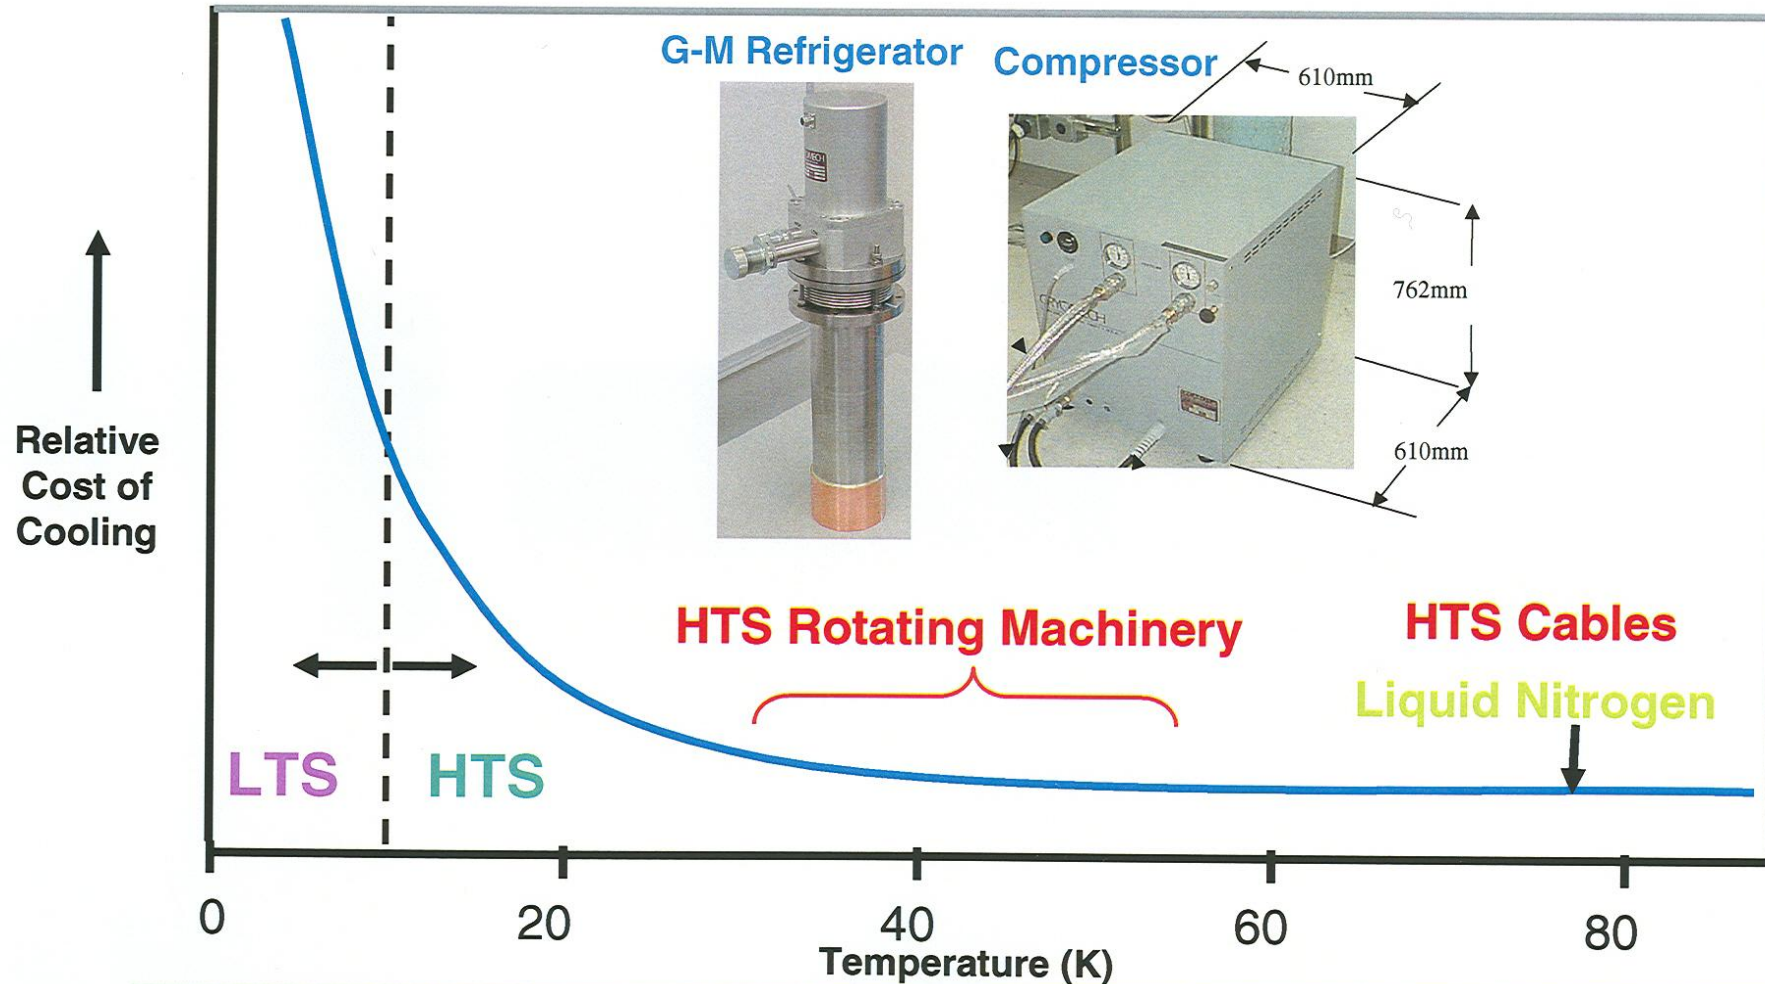 G-M Refrigerator
Compressor
610mm
762mm
610mm
Relative
Cost of
Cooling
HTS Rotating Machinery
HTS Cables
Liquid Nitrogen
LTS
HTS
0
20
40
60
80
Temperature (K)